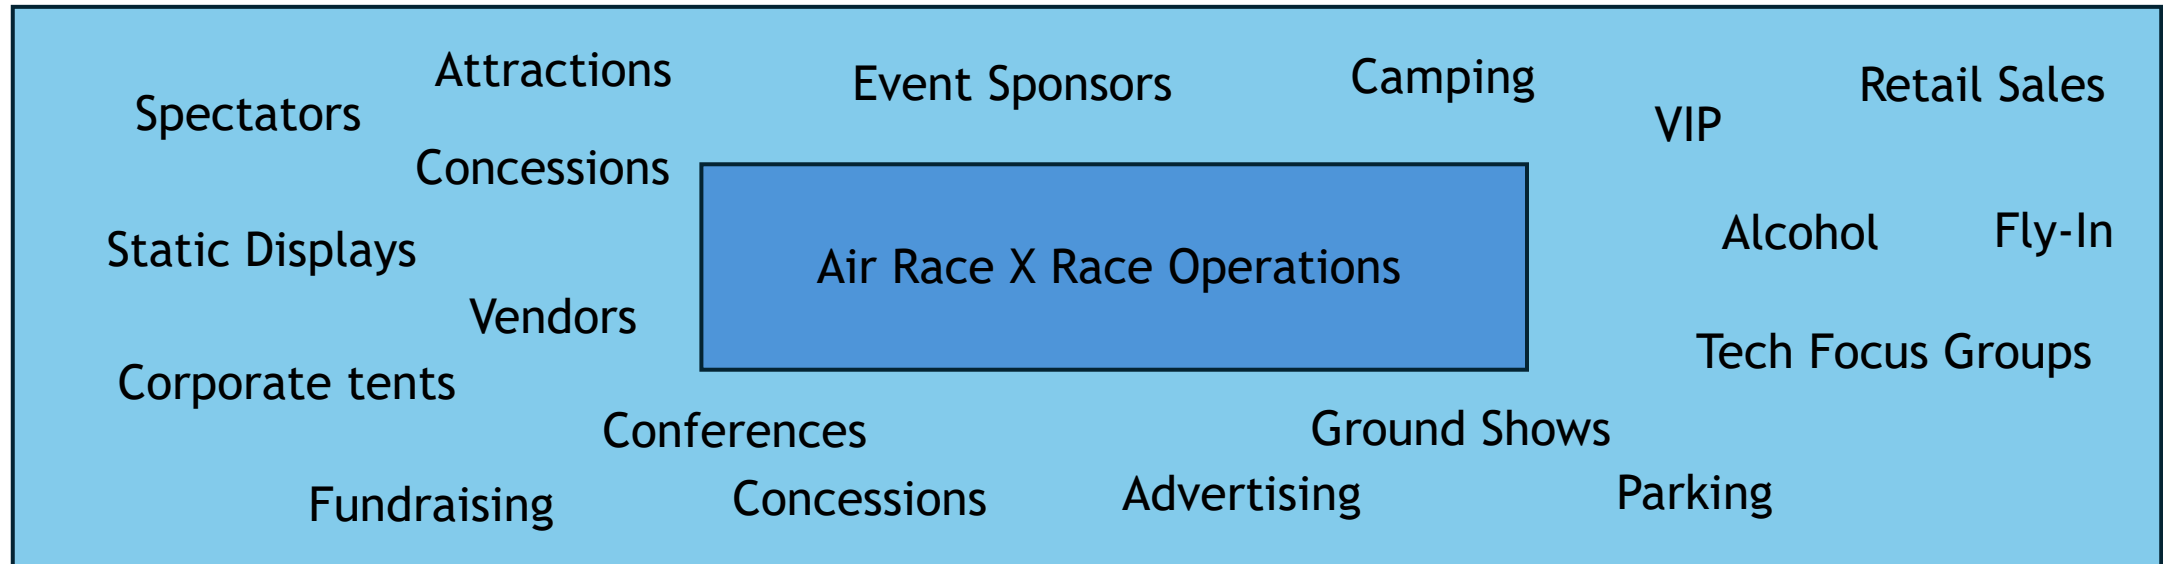 Attractions
Event Sponsors
Camping
Retail Sales
Spectators
VIP
Concessions
Static Displays
Air Race X Race Operations
Alcohol
Fly-In
Vendors
Tech Focus Groups
Corporate tents
Conferences
Ground Shows
Fundraising
Concessions
Advertising
Parking